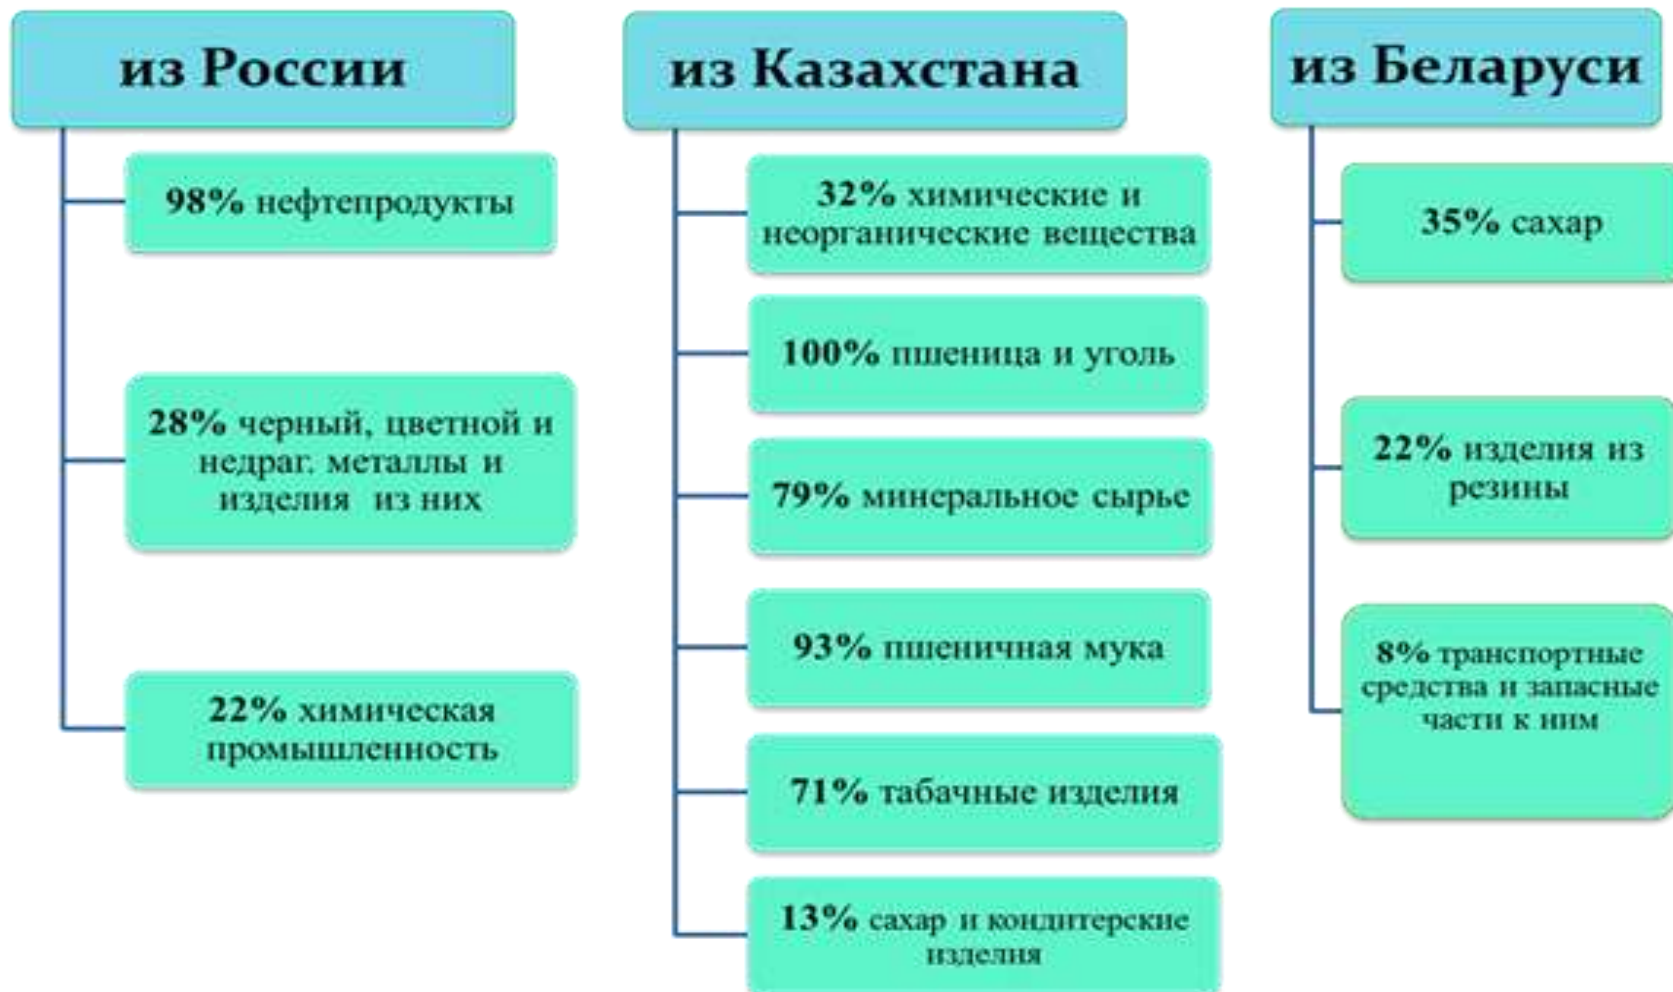 из России
98% нефтепродукты
28% черный, цветной и
недраг. металлы и
изделия из них
22% химическая
промышленность
из Казахстана
32% химические и
неорганические вещества
100% пшеница и уголь
79% минеральное сырье
93% пшеничная мука
71% табачные изделия
13% сахар и кондитерские
изделия
из Беларуси
35% сахар
22% изделия из
резины
8% транспортные
средства и запасные
части к ним